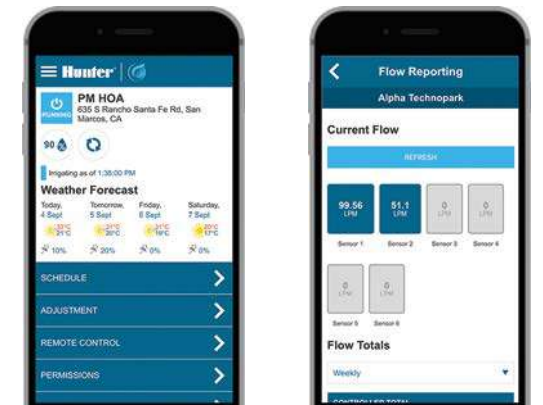 Hunter
PM HOA
635 S Rancho Santa Fe Rd, San
Marcos, CA
RUNNING
90
Irrigating as of 1:36:00 PM
Weather Forecast
Today, Tomorrow, Friday, Saturday,
4 Sept 5 Sept 6 Sept 7 Sept
10% 20% 0% 0%
SCHEDULE
ADJUSTMENT
REMOTE CONTROL
PERMISSIONS
Flow Reporting
Alpha Technopark
Current Flow
REFRESH
99.56 51.1 0 0
LPM LPM LPM LPM
Sensor 1 Sensor 2 Sensor 3 Sensor 4
0 0
LPM LPM
Sensor 5 Sensor 6
Flow Totals
Weekly
CONTROLLER TOTAL